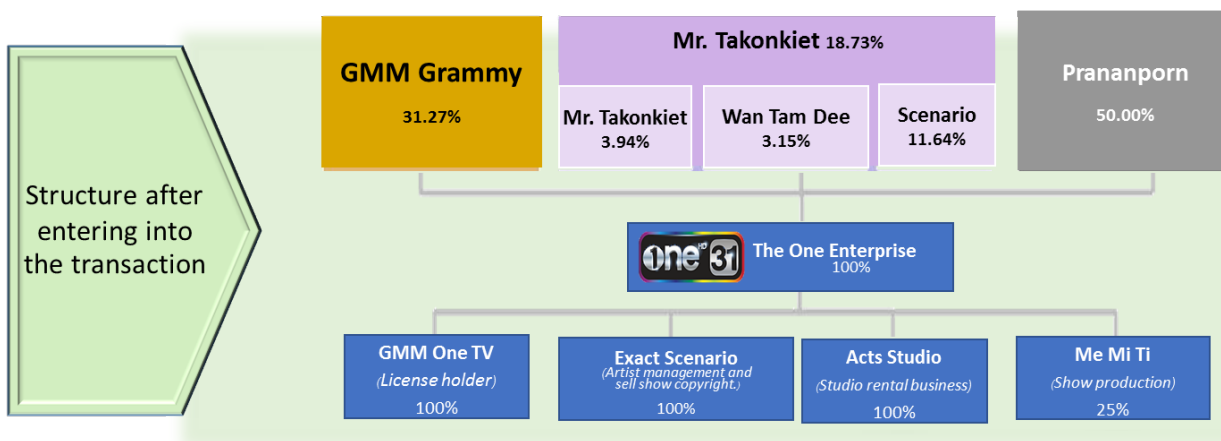 Structure after
entering into
the transaction
GMM Grammy
31.27%
Mr. Takonkiet 18.73%
Mr. Takonkiet
3.94%
Wan Tam Dee
3.15%
Scenario
11.64%
Prananporn
50.00%
one HD 31
The One Enterprise
100%
GMM One TV
(License holder)
100%
Exact Scenario
(Artist management and
sell show copyright.)
100%
Acts Studio
(Studio rental business)
100%
Me Mi Ti
(Show production)
25%